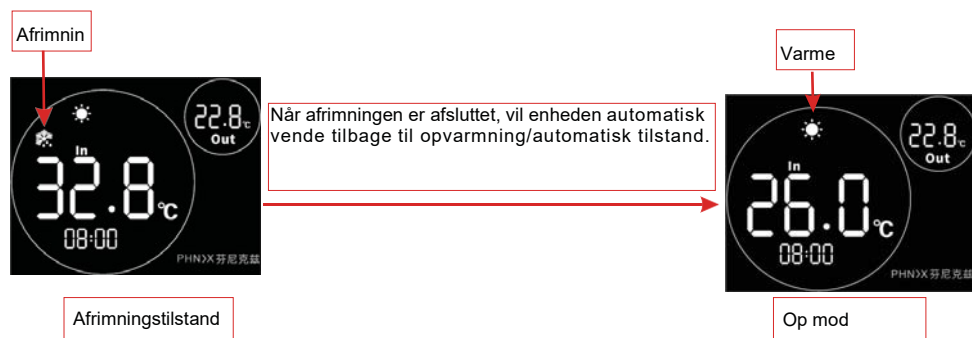 Afrimnin
Varme
22.8℃
Out
In
32.8℃
08:00
PHNIX芬尼克兹
Når afrimningen er afsluttet, vil enheden automatisk
vende tilbage til opvarmning/automatisk tilstand.
22.8℃
Out
In
26.0℃
08:00
PHNIX芬尼克兹
Afrimningstilstand
Op mod